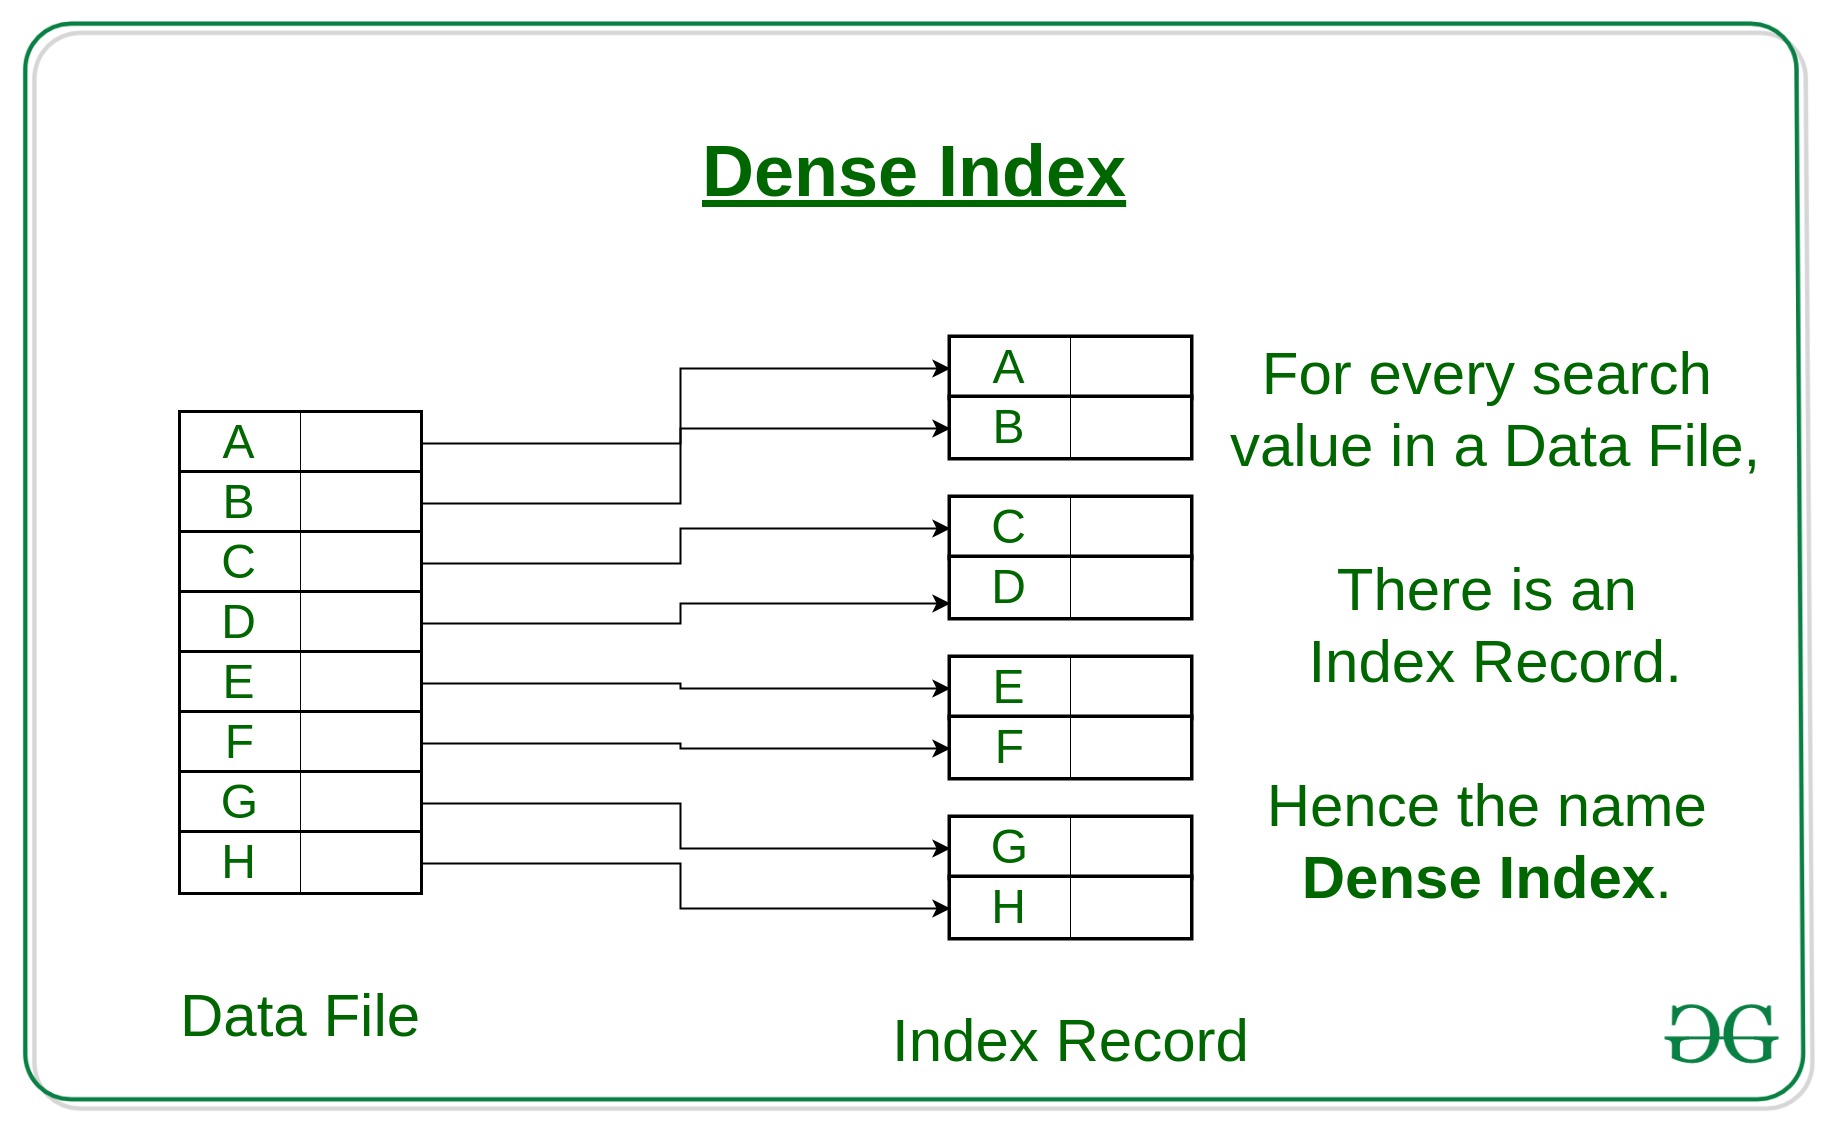 Dense Index
A
B
C
D
E
F
G
H
Data File
A
B
C
D
E
F
G
H
Index Record
For every search
value in a Data File,
There is an
Index Record.
Hence the name
Dense Index.